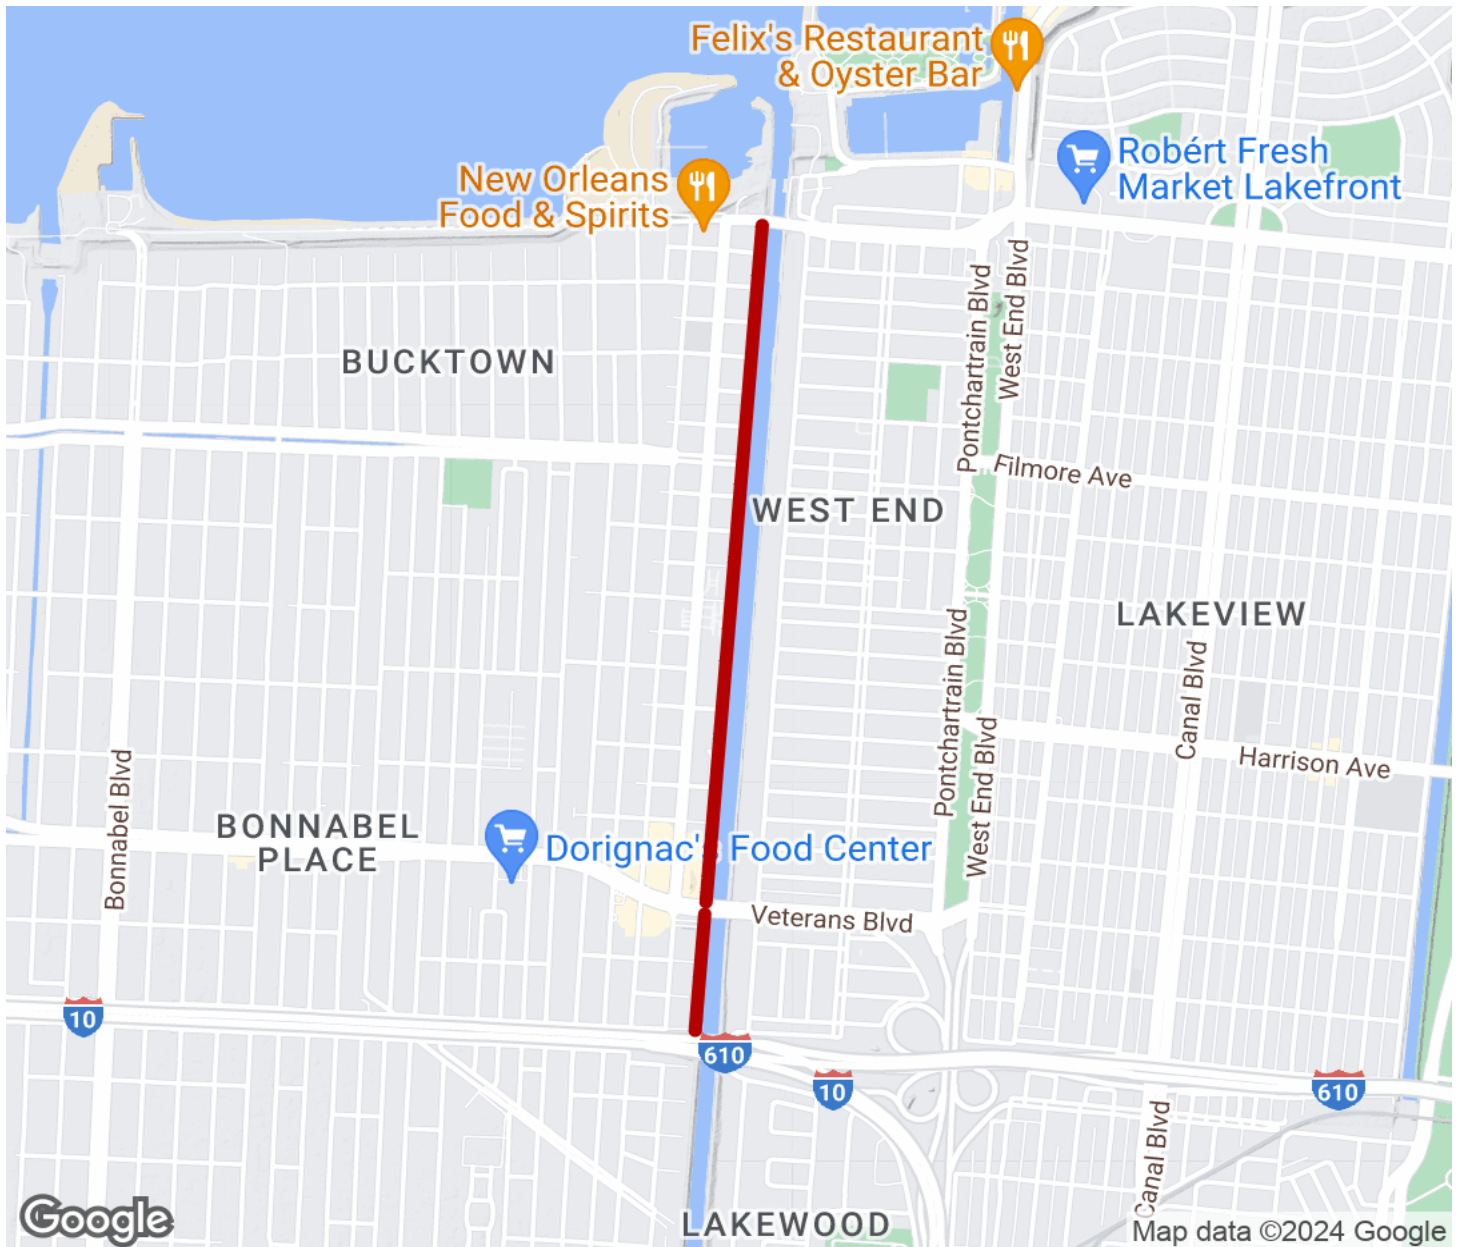 Felix's Restaurant
& Oyster Bar
Robért Fresh
Market Lakefront
New Orleans
Food & Spirits
Pontchartrain Blvd
West End Blvd
BUCKTOWN
Filmore Ave
WEST END
LAKEVIEW
Pontchartrain Blvd
West End Blvd
Canal Blvd
Harrison Ave
Bonnabel Blvd
BONNABEL
PLACE
Dorignac's Food Center
Veterans Blvd
10
610
10
610
Canal Blvd
LAKEWOOD
Google
Map data ©2024 Google